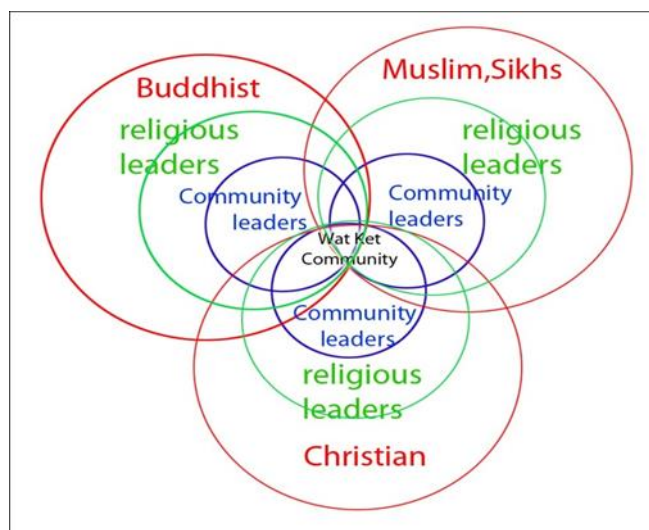 Buddhist
religious
leaders
Community
leaders
Muslim,Sikhs
religious
leaders
Community
leaders
Wat Ket
Community
Community
leaders
religious
leaders
Christian